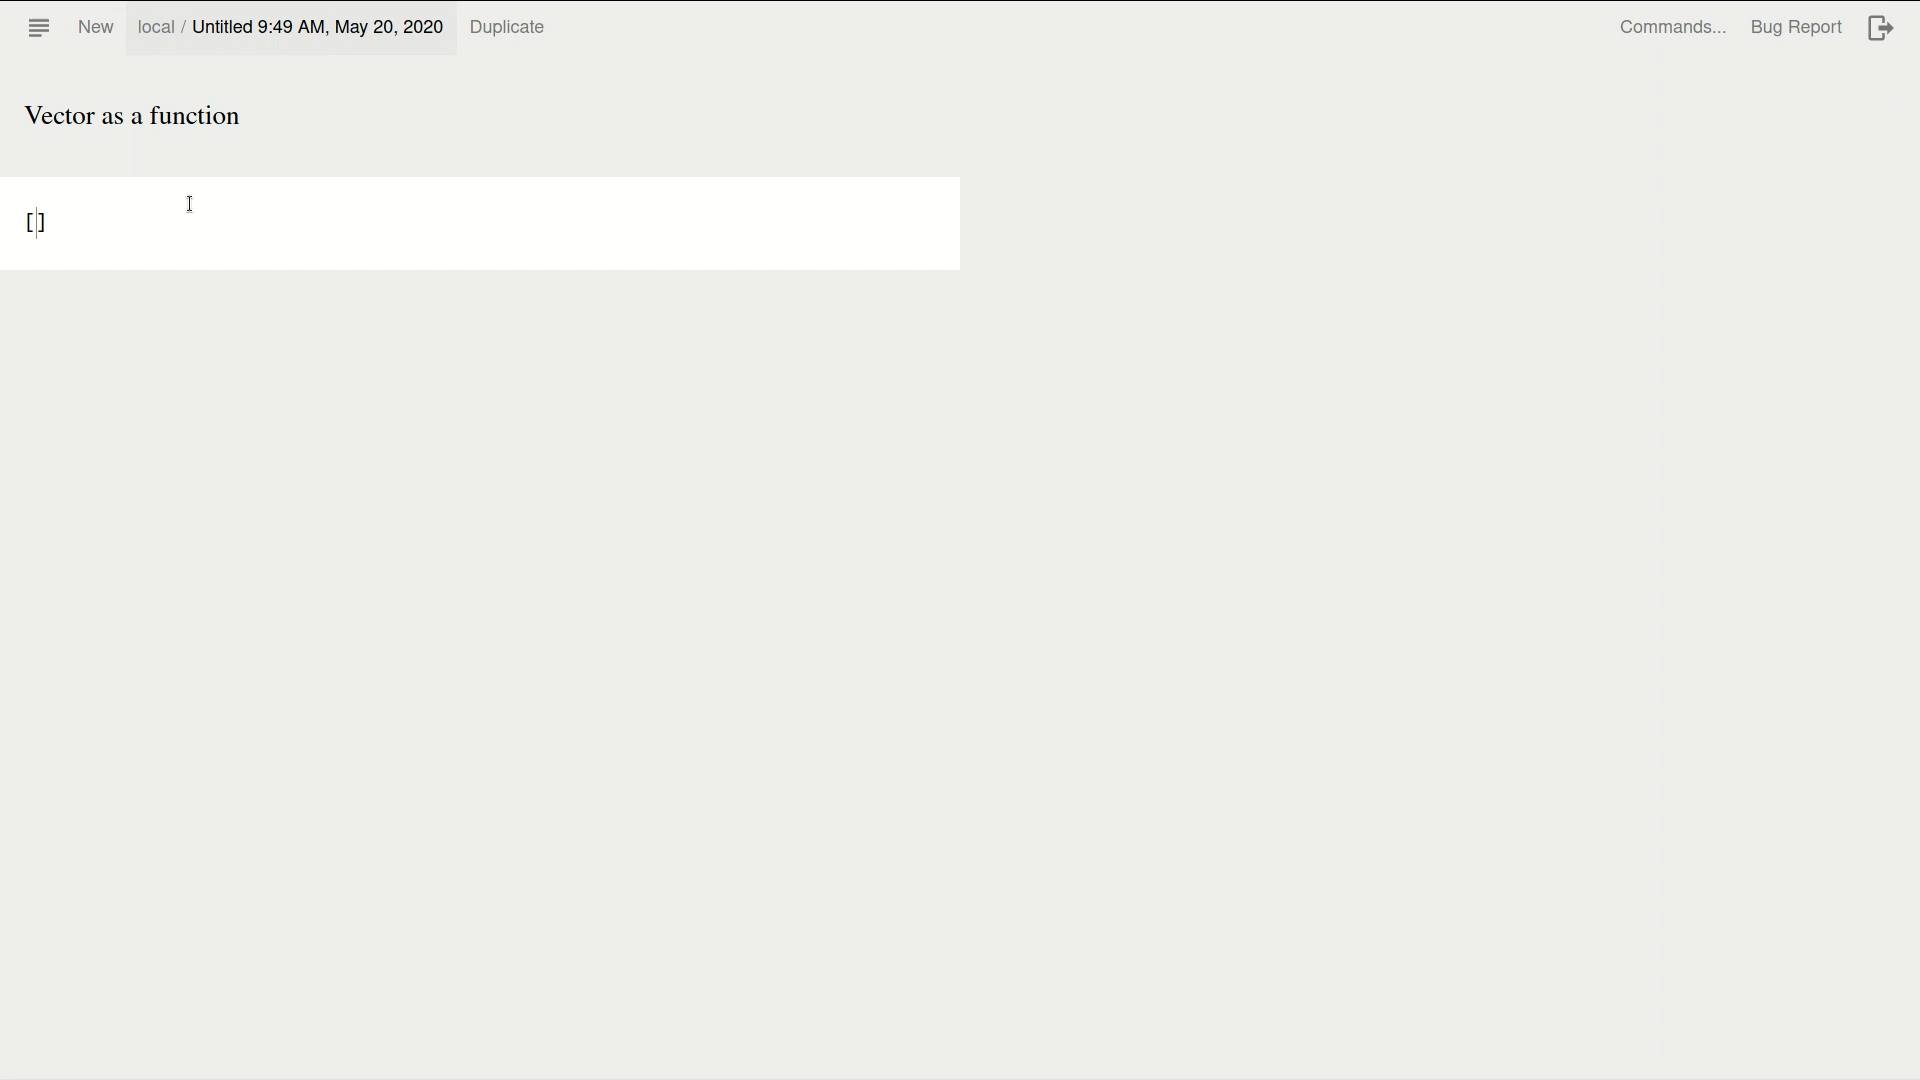 New local / Untitled 9:49 AM, May 20, 2020 Duplicate Commands... Bug Report
Vector as a function
[]